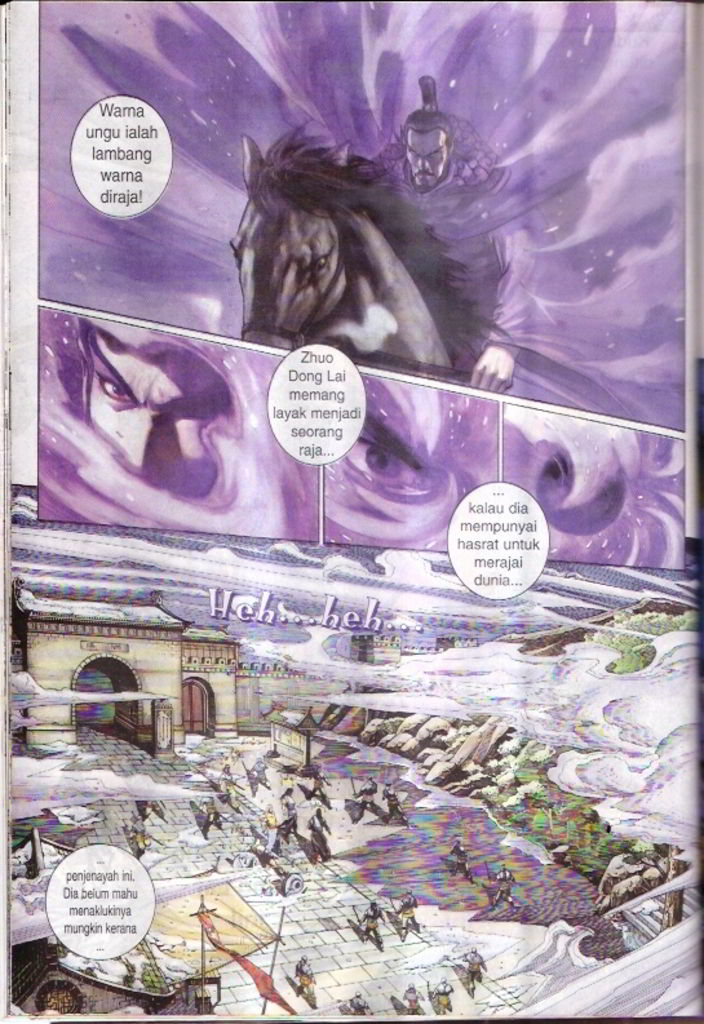 Warna
ungu ialah
lambang
warna
diraja!
Zhuo
Dong Lai
memang
layak menjadi
seorang
raja...
...
kalau dia
mempunyai
hasrat untuk
merajai
dunia...
Heh...heh...
...
penjenayah ini.
Dia belum mahu
menaklukinya
mungkin kerana
...